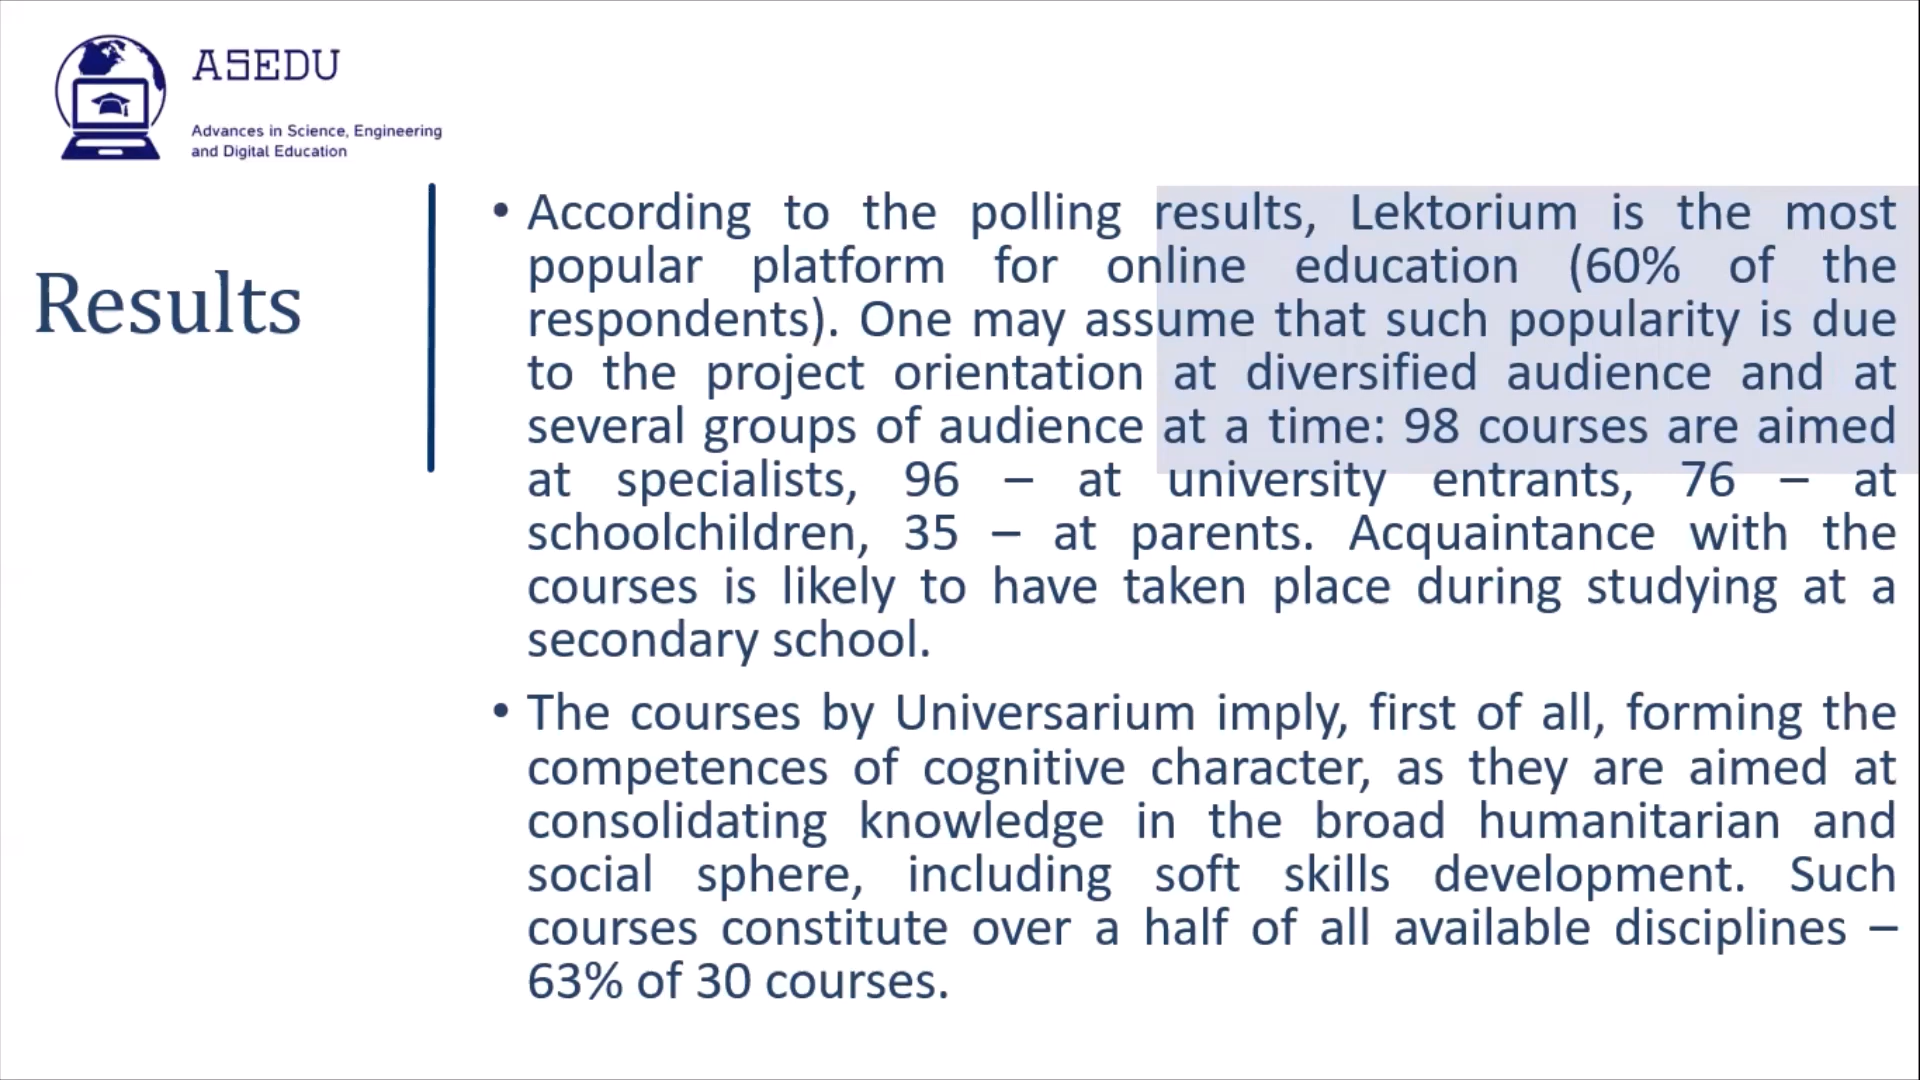 ASEDU
Advances in Science, Engineering
and Digital Education
Results
• According to the polling results, Lektorium is the most
popular platform for online education (60% of the
respondents). One may assume that such popularity is due
to the project orientation at diversified audience and at
several groups of audience at a time: 98 courses are aimed
at specialists, 96 – at university entrants, 76 – at
schoolchildren, 35 – at parents. Acquaintance with the
courses is likely to have taken place during studying at a
secondary school.
• The courses by Universarium imply, first of all, forming the
competences of cognitive character, as they are aimed at
consolidating knowledge in the broad humanitarian and
social sphere, including soft skills development. Such
courses constitute over a half of all available disciplines –
63% of 30 courses.